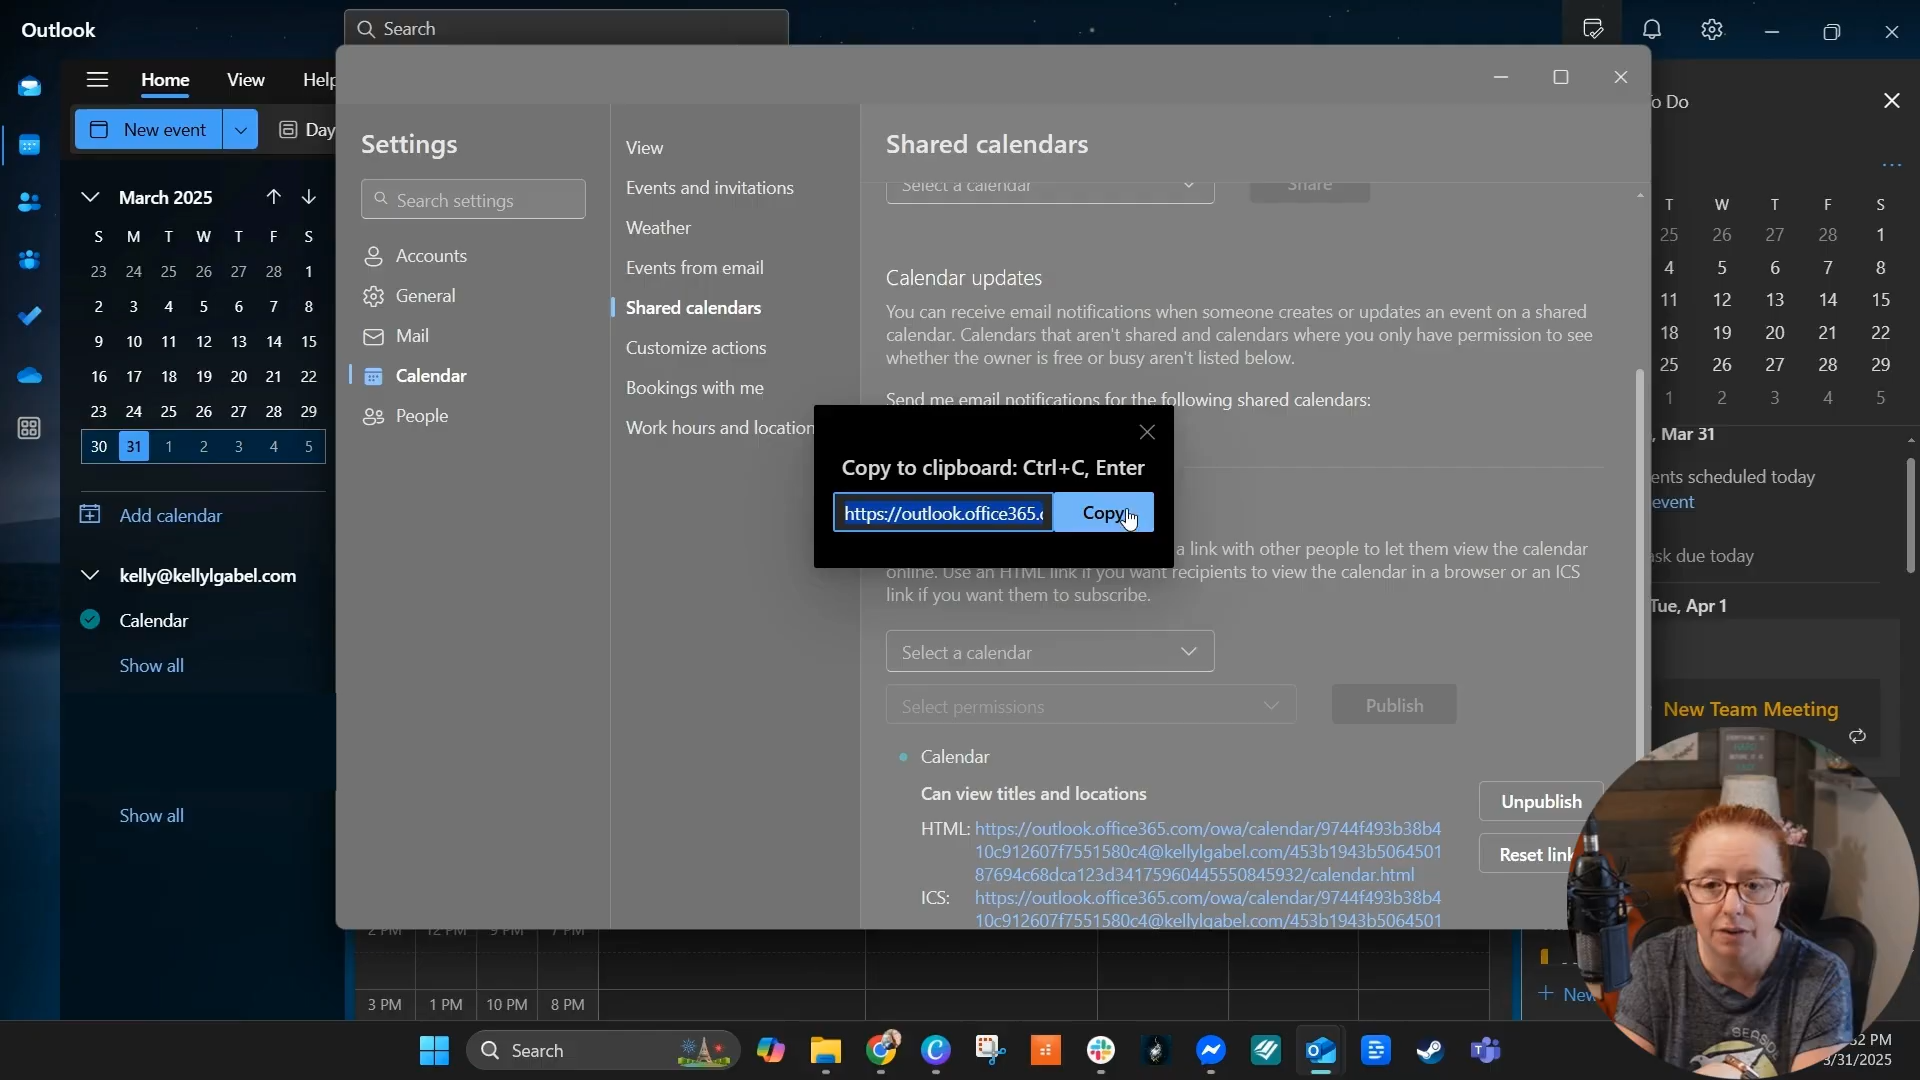 Outlook
Search
Home
View
Help
New event
Day
March 2025
S M T W T F S
23 24 25 26 27 28 1
2 3 4 5 6 7 8
9 10 11 12 13 14 15
16 17 18 19 20 21 22
23 24 25 26 27 28 29
30 31 1 2 3 4 5
Add calendar
kelly@kellylgabel.com
Calendar
Show all
Show all
Settings
Search settings
Accounts
General
Mail
Calendar
People
View
Events and invitations
Weather
Events from email
Shared calendars
Customize actions
Bookings with me
Work hours and location
Shared calendars
Select a calendar
Share
Calendar updates
You can receive email notifications when someone creates or updates an event on a shared
calendar. Calendars that aren't shared and calendars where you only have permission to see
whether the owner is free or busy aren't listed below.
Send me email notifications for the following shared calendars:
Copy to clipboard: Ctrl+C, Enter
https://outlook.office365.c
Copy
a link with other people to let them view the calendar
online. Use an HTML link if you want recipients to view the calendar in a browser or an ICS
link if you want them to subscribe.
Select a calendar
Select permissions
Publish
Calendar
Can view titles and locations
Unpublish
HTML: https://outlook.office365.com/owa/calendar/9744f493b38b4
10c912607f7551580c4@kellylgabel.com/453b1943b5064501
87694c68dca123d34175960445550845932/calendar.html
Reset link
ICS: https://outlook.office365.com/owa/calendar/9744f493b38b4
10c912607f7551580c4@kellylgabel.com/453b1943b5064501
2 PM 12 PM 9 PM 7 PM
3 PM 1 PM 10 PM 8 PM
o Do
T W T F S
25 26 27 28 1
4 5 6 7 8
11 12 13 14 15
18 19 20 21 22
25 26 27 28 29
1 2 3 4 5
, Mar 31
ents scheduled today
event
ask due today
Tue, Apr 1
New Team Meeting
New
Search
52 PM
3/31/2025